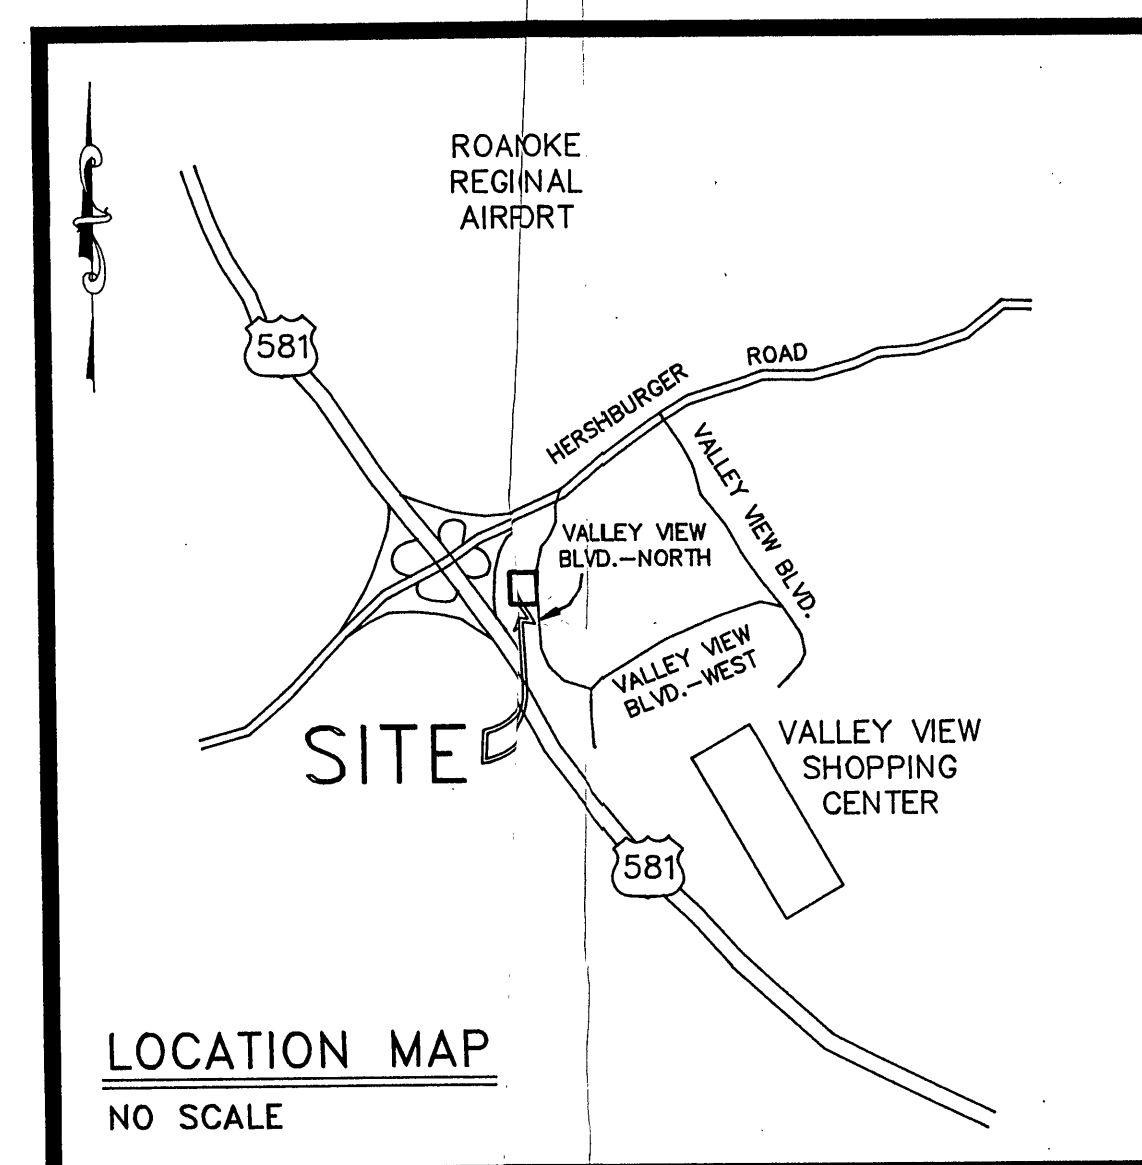 ROANOKE
REGINAL
AIRPORT
581
HERSHBURGER ROAD
VALLEY VIEW BLVD.
VALLEY VIEW
BLVD.-NORTH
VALLEY VIEW
BLVD.-WEST
SITE
VALLEY VIEW
SHOPPING
CENTER
581
LOCATION MAP
NO SCALE